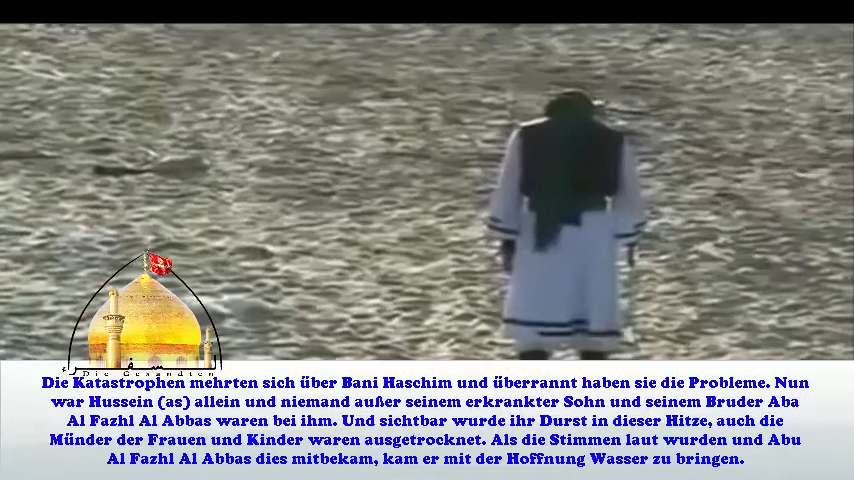 السفراء
Die Gesandten
Die Katastrophen mehrten sich über Bani Haschim und überrannt haben sie die Probleme. Nun
war Hussein (as) allein und niemand außer seinem erkrankter Sohn und seinem Bruder Aba
Al Fazhl Al Abbas waren bei ihm. Und sichtbar wurde ihr Durst in dieser Hitze, auch die
Münder der Frauen und Kinder waren ausgetrocknet. Als die Stimmen laut wurden und Abu
Al Fazhl Al Abbas dies mitbekam, kam er mit der Hoffnung Wasser zu bringen.